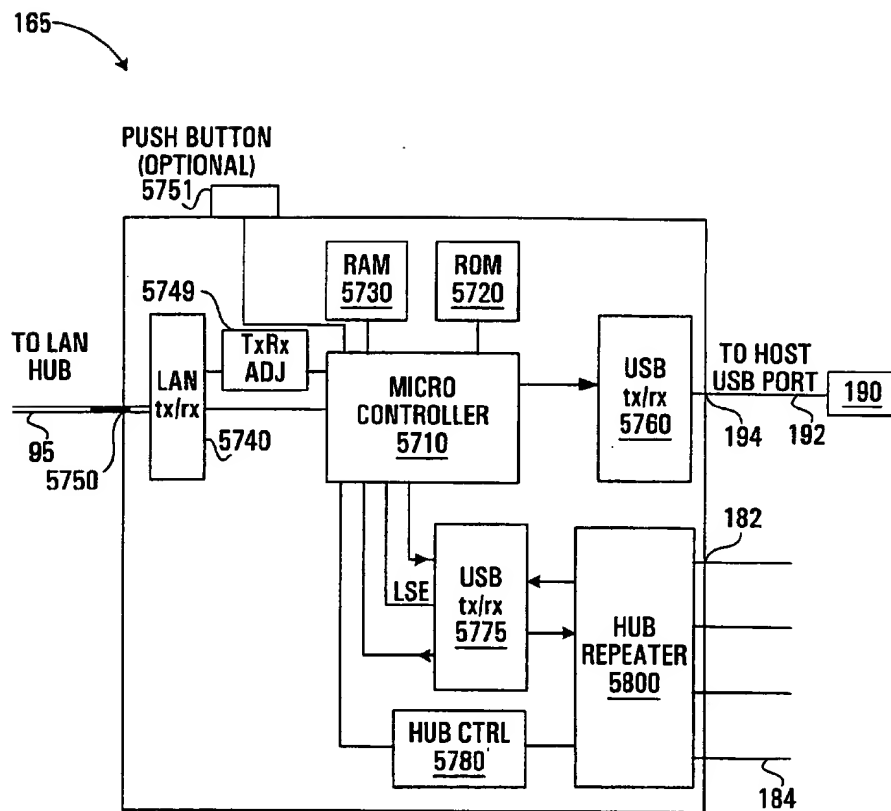 165
PUSH BUTTON
(OPTIONAL)
5751
RAM
5730
ROM
5720
5749
TxRx
ADJ
TO LAN
HUB
LAN
tx/rx
MICRO
CONTROLLER
5710
USB
tx/rx
5760
TO HOST
USB PORT
190
194
192
95
5750
5740
182
LSE
USB
tx/rx
5775
HUB
REPEATER
5800
HUB CTRL
5780'
184